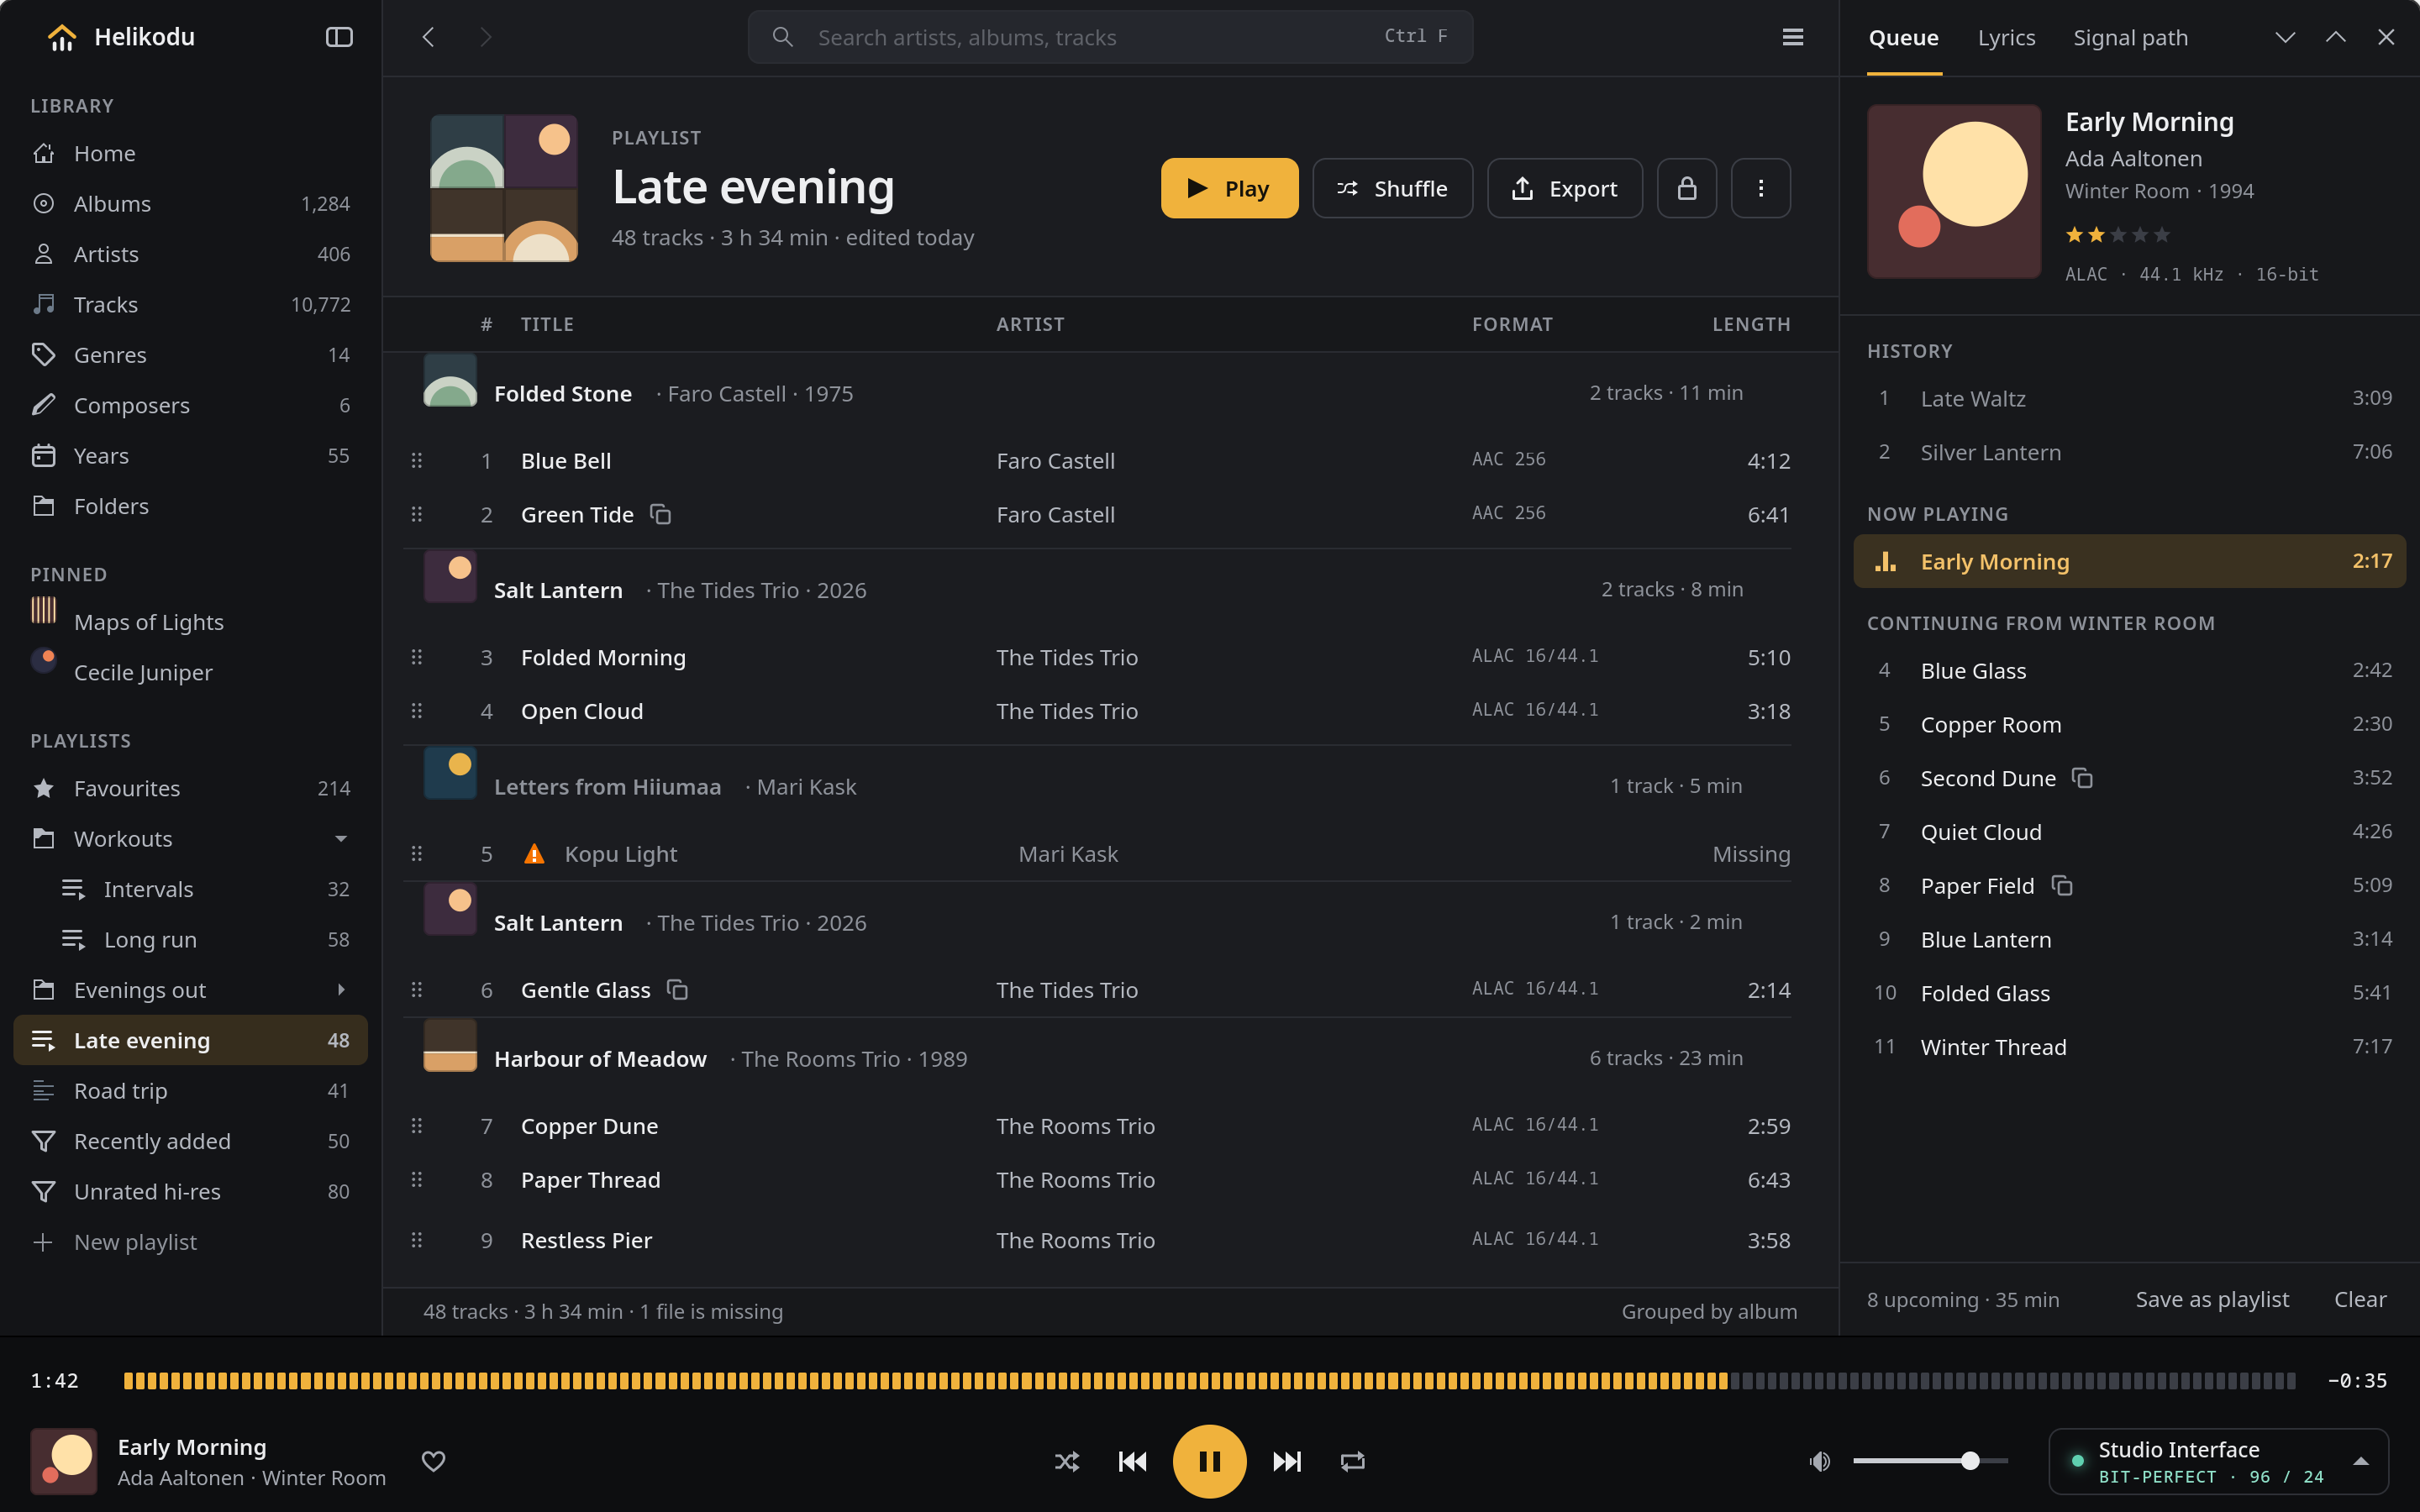 Helikodu
LIBRARY
Home
Albums 1,284
Artists 406
Tracks 10,772
Genres 14
Composers 6
Years 55
Folders
PINNED
Maps of Lights
Cecile Juniper
PLAYLISTS
Favourites 214
Workouts
Intervals 32
Long run 58
Evenings out
Late evening 48
Road trip 41
Recently added 50
Unrated hi-res 80
New playlist
Search artists, albums, tracks Ctrl F
PLAYLIST
Late evening
48 tracks · 3 h 34 min · edited today
Play Shuffle Export
# TITLE ARTIST FORMAT LENGTH
Folded Stone · Faro Castell · 1975 2 tracks · 11 min
1 Blue Bell Faro Castell AAC 256 4:12
2 Green Tide Faro Castell AAC 256 6:41
Salt Lantern · The Tides Trio · 2026 2 tracks · 8 min
3 Folded Morning The Tides Trio ALAC 16/44.1 5:10
4 Open Cloud The Tides Trio ALAC 16/44.1 3:18
Letters from Hiiumaa · Mari Kask 1 track · 5 min
5 Kopu Light Mari Kask Missing
Salt Lantern · The Tides Trio · 2026 1 track · 2 min
6 Gentle Glass The Tides Trio ALAC 16/44.1 2:14
Harbour of Meadow · The Rooms Trio · 1989 6 tracks · 23 min
7 Copper Dune The Rooms Trio ALAC 16/44.1 2:59
8 Paper Thread The Rooms Trio ALAC 16/44.1 6:43
9 Restless Pier The Rooms Trio ALAC 16/44.1 3:58
48 tracks · 3 h 34 min · 1 file is missing Grouped by album
Queue Lyrics Signal path
Early Morning
Ada Aaltonen
Winter Room · 1994
ALAC · 44.1 kHz · 16-bit
HISTORY
1 Late Waltz 3:09
2 Silver Lantern 7:06
NOW PLAYING
Early Morning 2:17
CONTINUING FROM WINTER ROOM
4 Blue Glass 2:42
5 Copper Room 2:30
6 Second Dune 3:52
7 Quiet Cloud 4:26
8 Paper Field 5:09
9 Blue Lantern 3:14
10 Folded Glass 5:41
11 Winter Thread 7:17
8 upcoming · 35 min Save as playlist Clear
1:42 −0:35
Early Morning
Ada Aaltonen · Winter Room
Studio Interface
BIT-PERFECT · 96 / 24